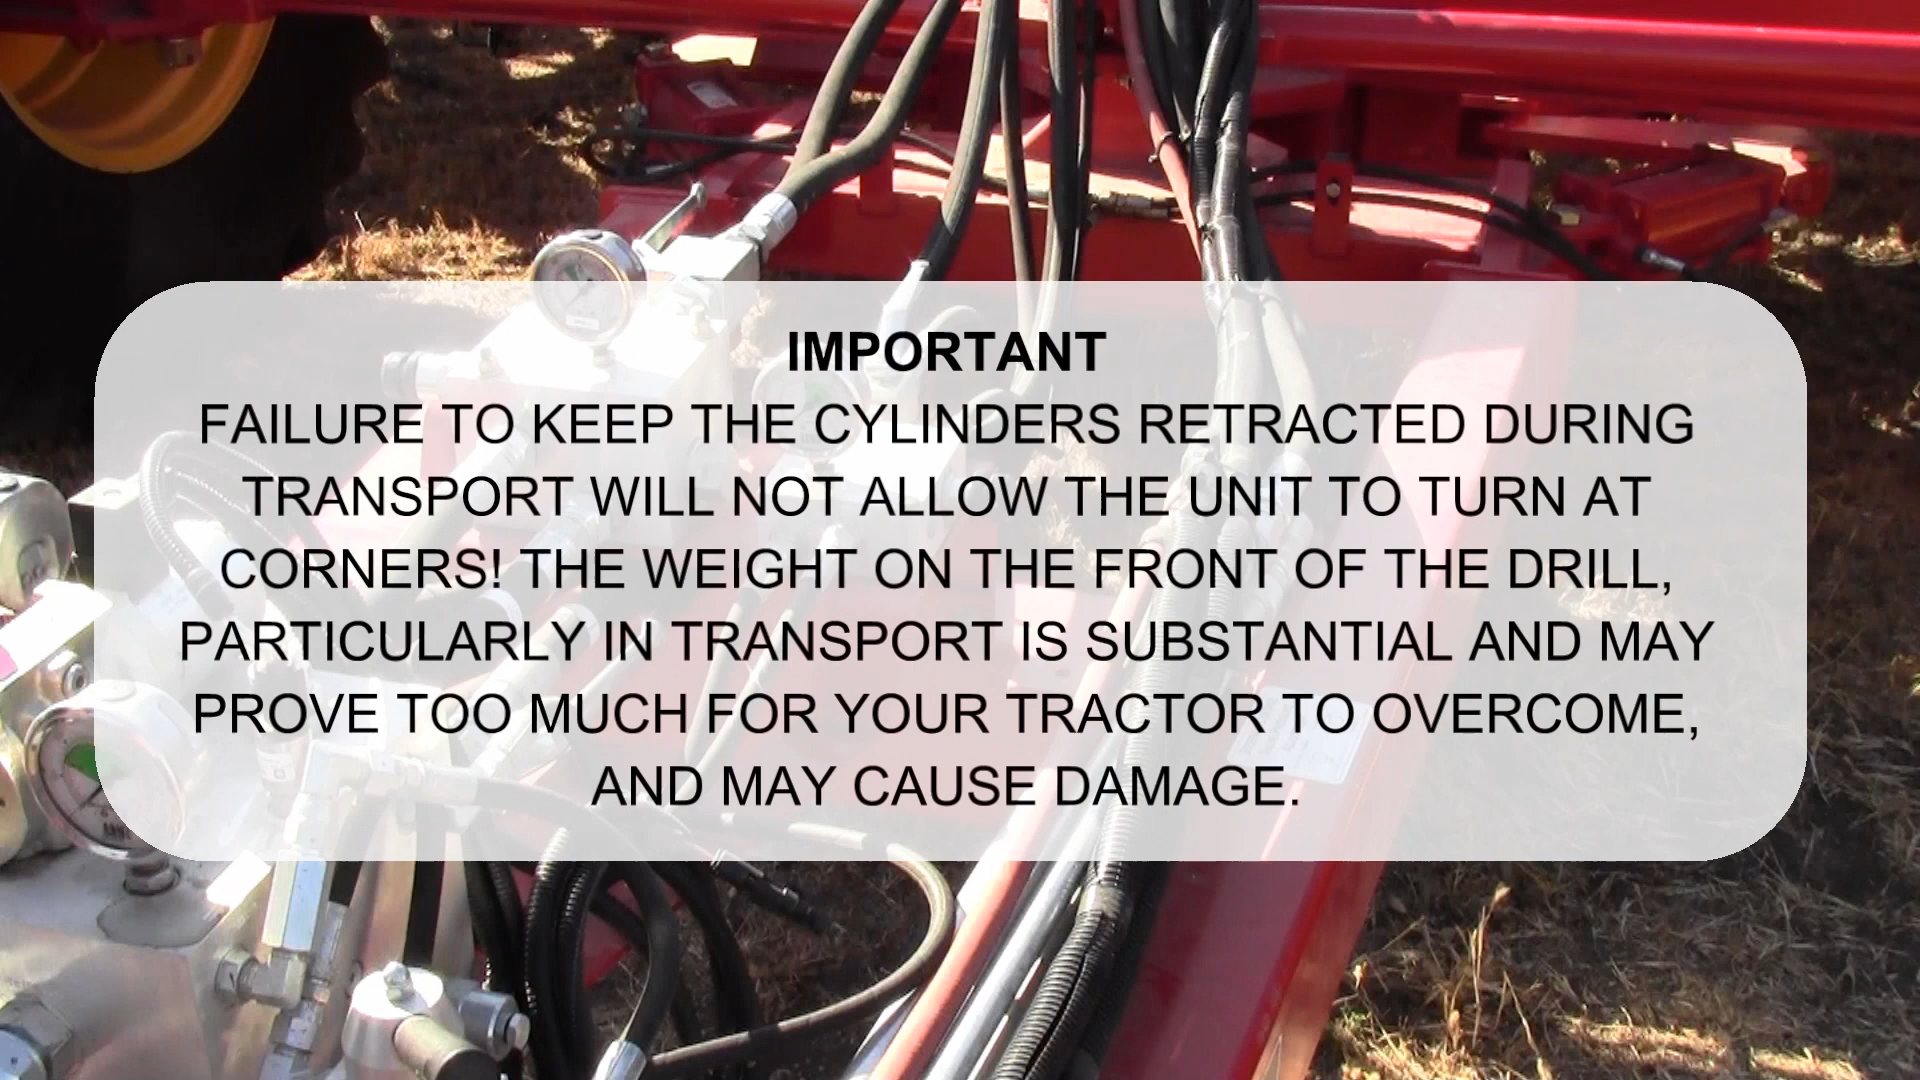 IMPORTANT
FAILURE TO KEEP THE CYLINDERS RETRACTED DURING
TRANSPORT WILL NOT ALLOW THE UNIT TO TURN AT
CORNERS! THE WEIGHT ON THE FRONT OF THE DRILL,
PARTICULARLY IN TRANSPORT IS SUBSTANTIAL AND MAY
PROVE TOO MUCH FOR YOUR TRACTOR TO OVERCOME,
AND MAY CAUSE DAMAGE.